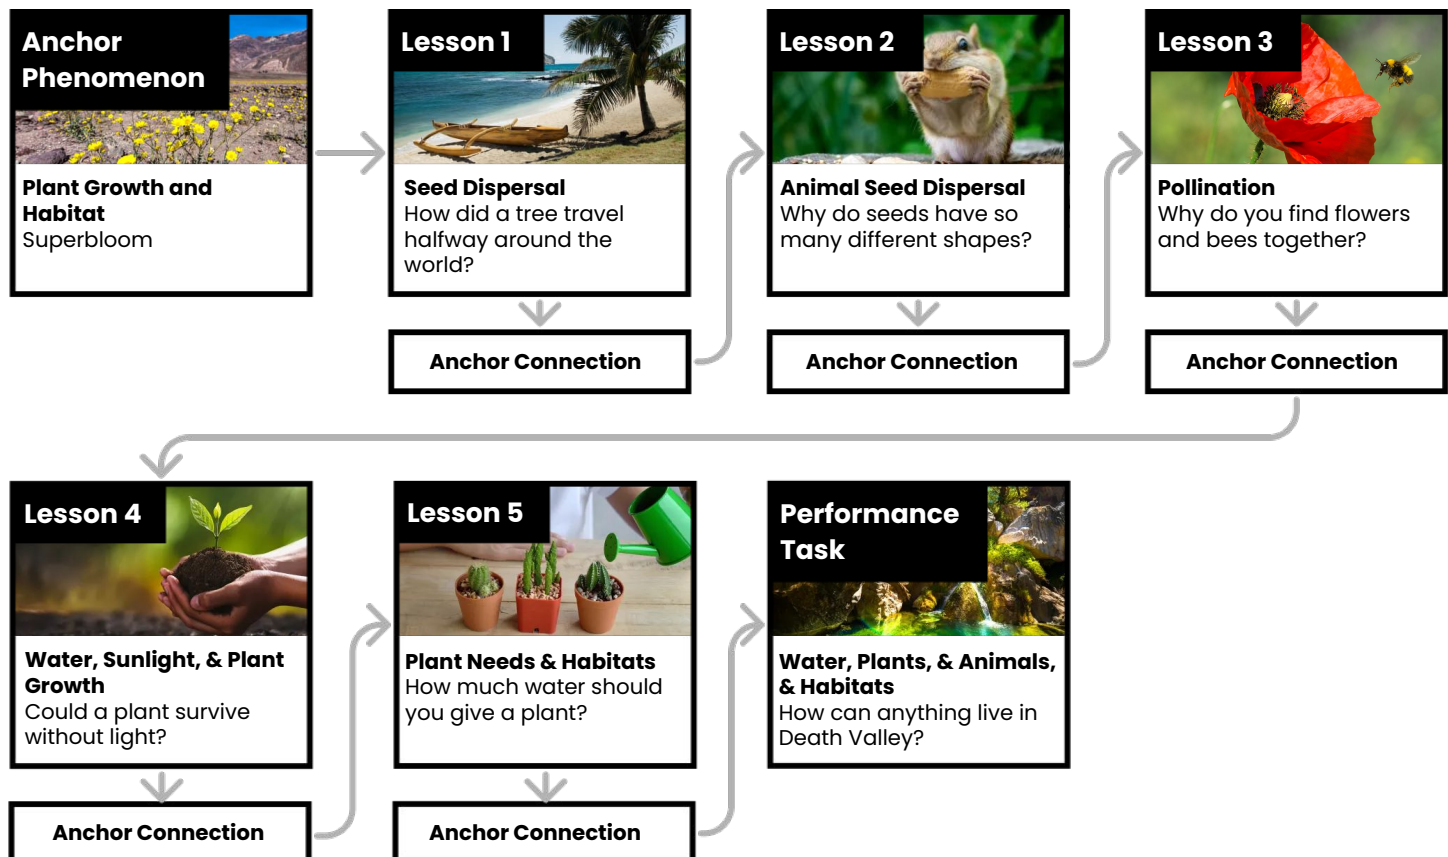 Anchor
Phenomenon
Plant Growth and
Habitat
Superbloom
Lesson 1
Seed Dispersal
How did a tree travel
halfway around the
world?
Anchor Connection
Lesson 2
Animal Seed Dispersal
Why do seeds have so
many different shapes?
Anchor Connection
Lesson 3
Pollination
Why do you find flowers
and bees together?
Anchor Connection
Lesson 4
Water, Sunlight, & Plant
Growth
Could a plant survive
without light?
Anchor Connection
Lesson 5
Plant Needs & Habitats
How much water should
you give a plant?
Anchor Connection
Performance
Task
Water, Plants, & Animals,
& Habitats
How can anything live in
Death Valley?